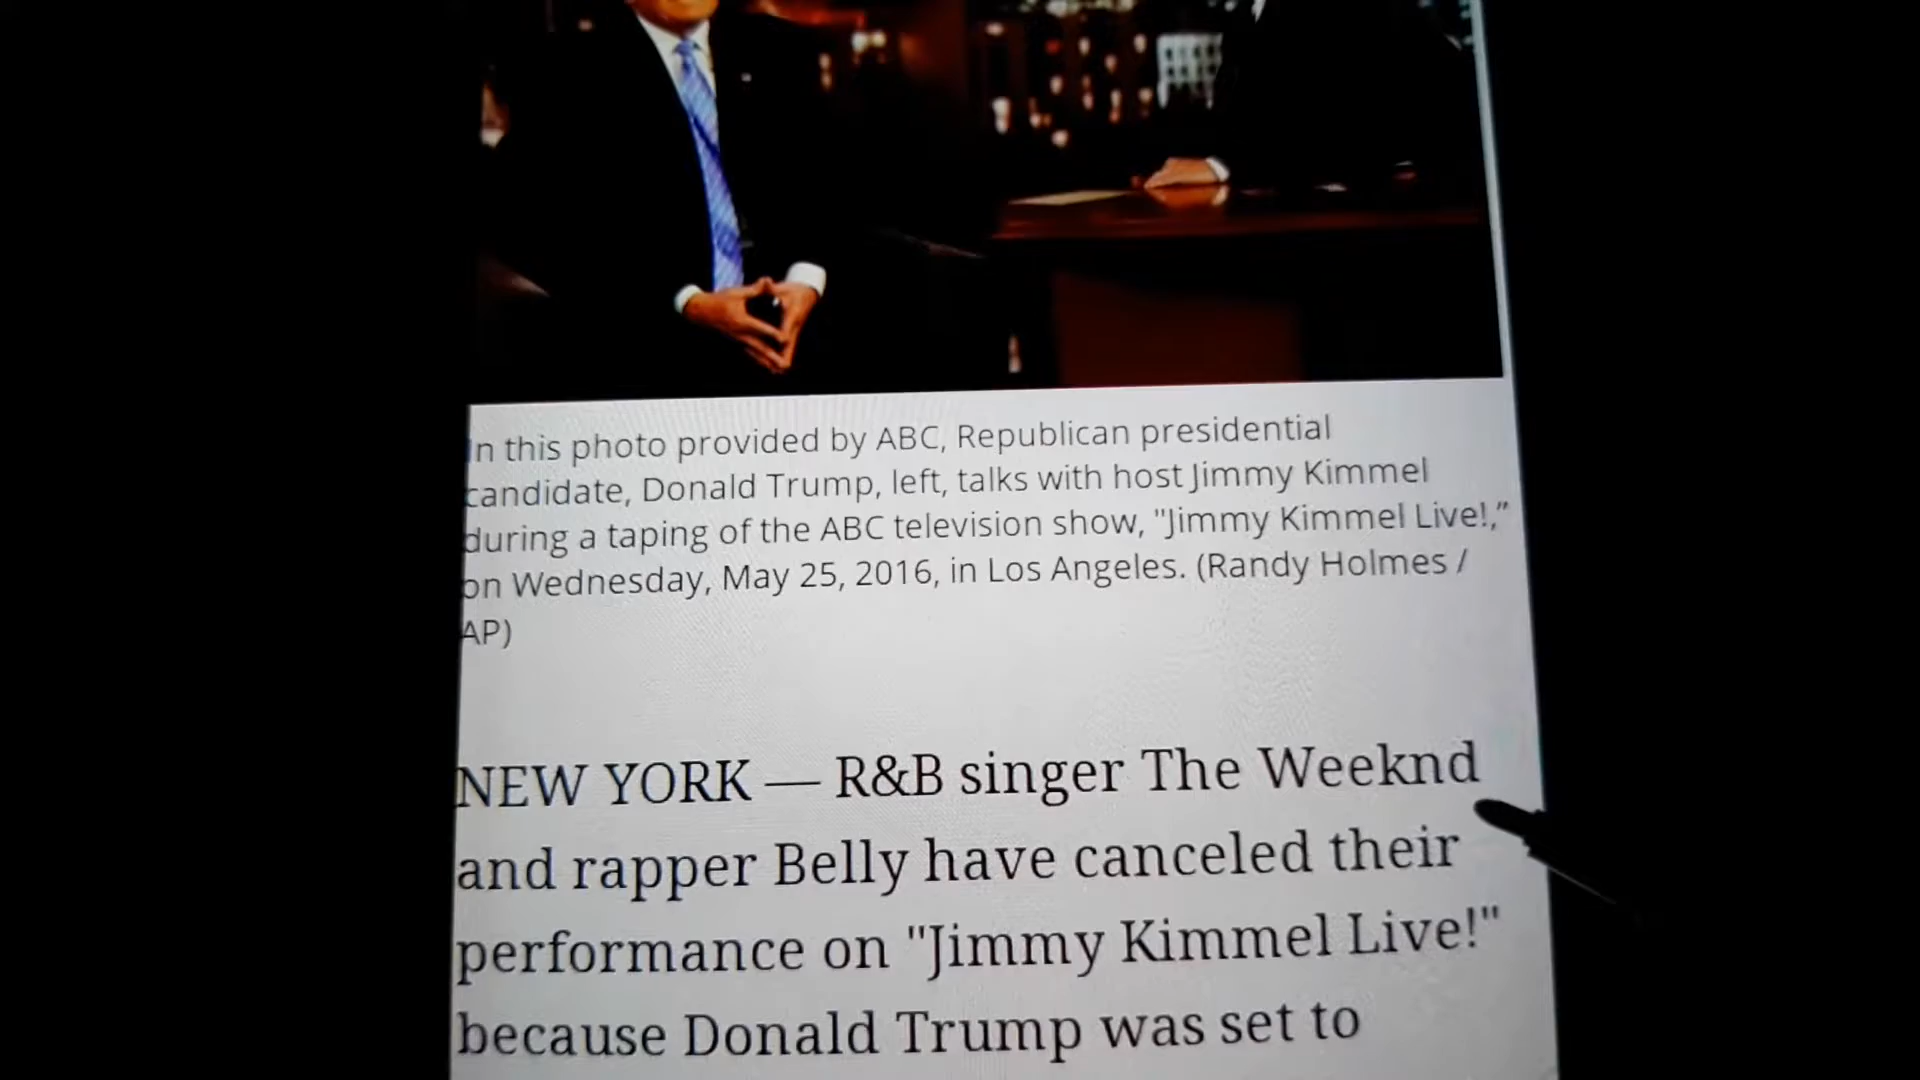 In this photo provided by ABC, Republican presidential
candidate, Donald Trump, left, talks with host Jimmy Kimmel
during a taping of the ABC television show, "Jimmy Kimmel Live!,”
on Wednesday, May 25, 2016, in Los Angeles. (Randy Holmes /
AP)
NEW YORK — R&B singer The Weeknd
and rapper Belly have canceled their
performance on "Jimmy Kimmel Live!"
because Donald Trump was set to